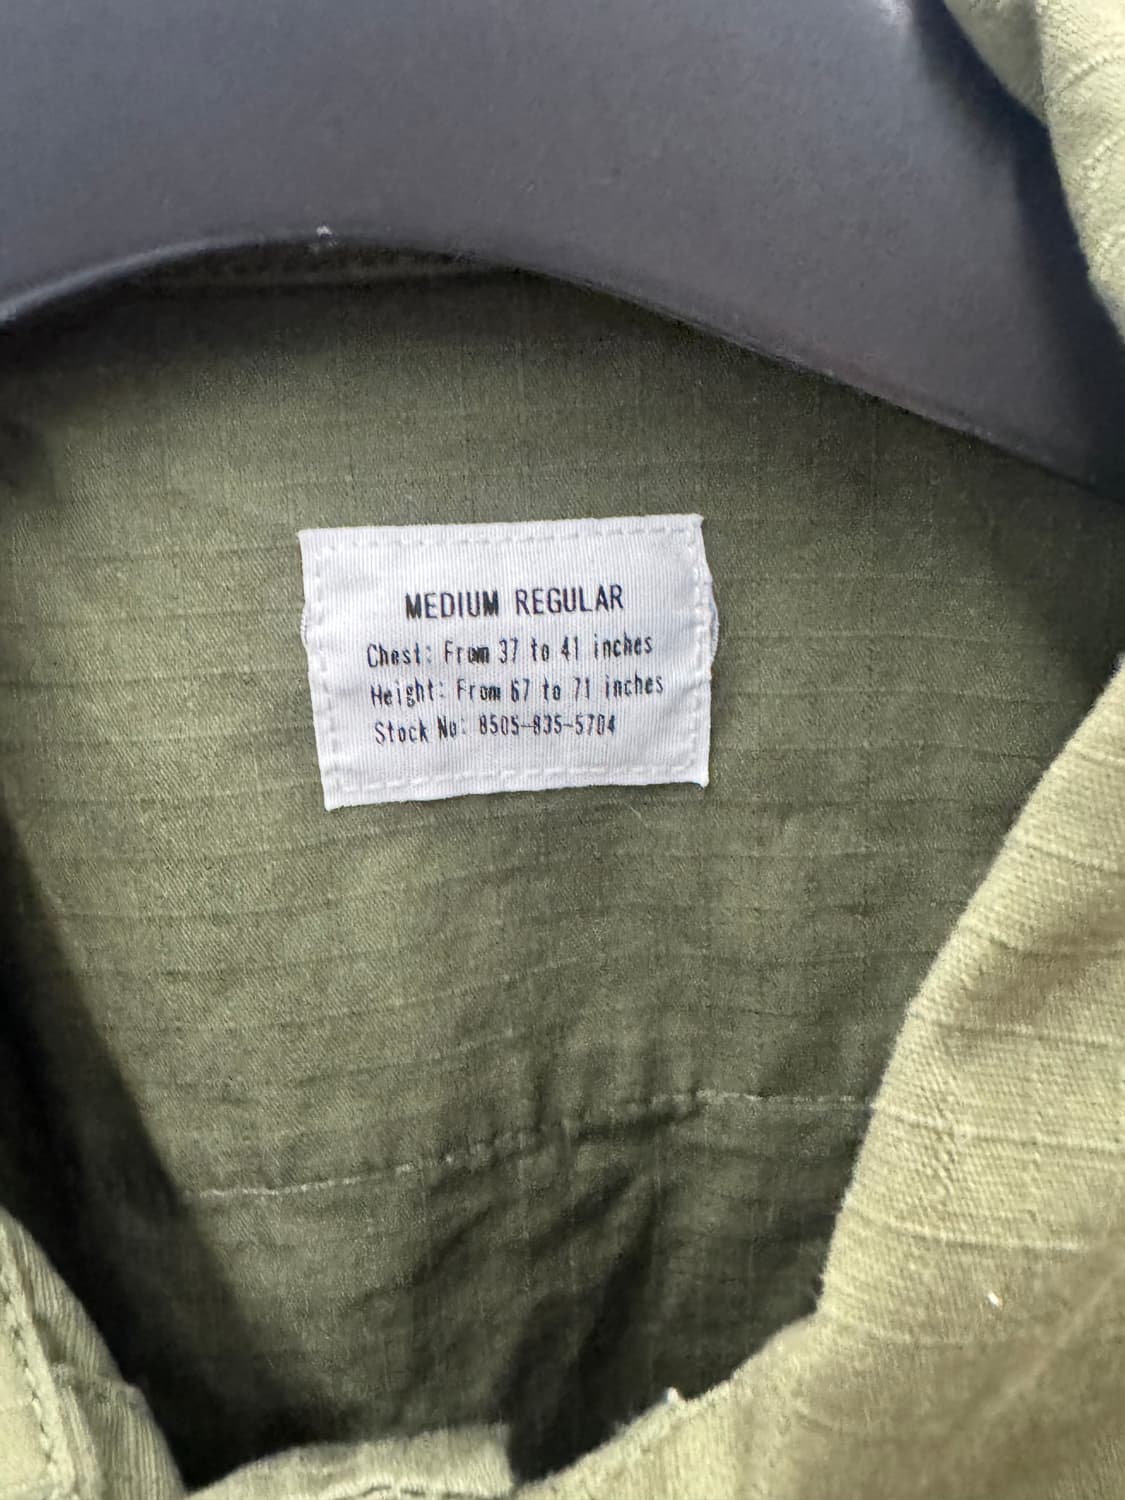 MEDIUM REGULAR
Chest: From 37 to 41 inches
Height: From 67 to 71 inches
Stock No: 8505-835-5704